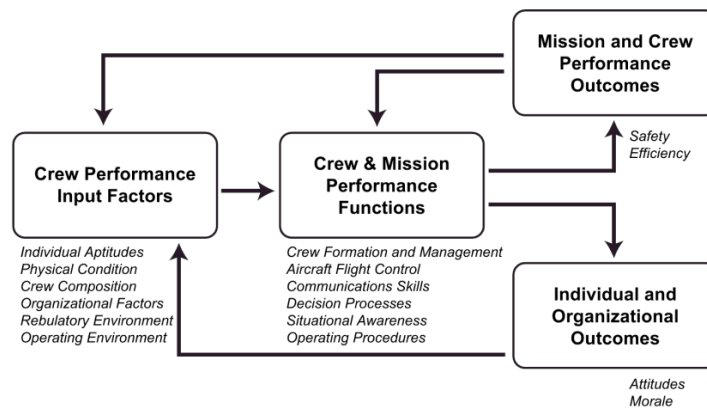 Mission and Crew
Performance
Outcomes
Safety
Efficiency
Crew Performance
Input Factors
Individual Aptitudes
Physical Condition
Crew Composition
Organizational Factors
Rebulatory Environment
Operating Environment
Crew & Mission
Performance
Functions
Crew Formation and Management
Aircraft Flight Control
Communications Skills
Decision Processes
Situational Awareness
Operating Procedures
Individual and
Organizational
Outcomes
Attitudes
Morale